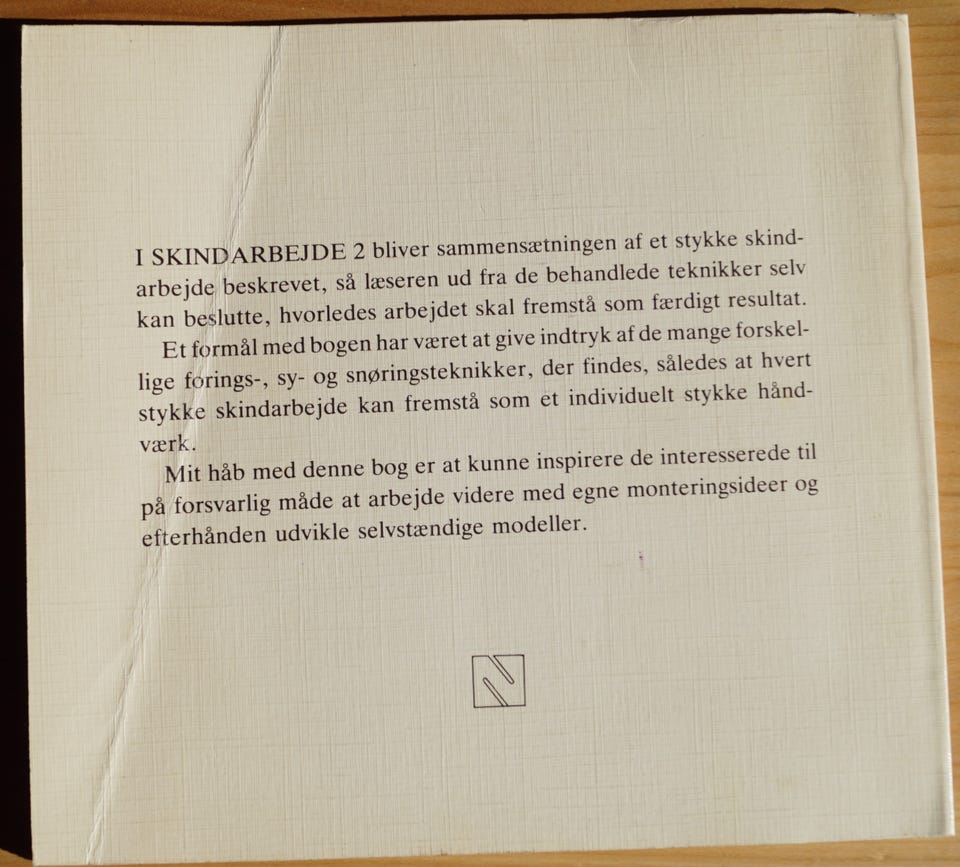 I SKINDARBEJDE 2 bliver sammensætningen af et stykke skind-
arbejde beskrevet, så læseren ud fra de behandlede teknikker selv
kan beslutte, hvorledes arbejdet skal fremstå som færdigt resultat.
Et formål med bogen har været at give indtryk af de mange forskel-
lige forings-, sy- og snøringsteknikker, der findes, således at hvert
stykke skindarbejde kan fremstå som et individuelt stykke hånd-
værk.
Mit håb med denne bog er at kunne inspirere de interesserede til
på forsvarlig måde at arbejde videre med egne monteringsideer og
efterhånden udvikle selvstændige modeller.